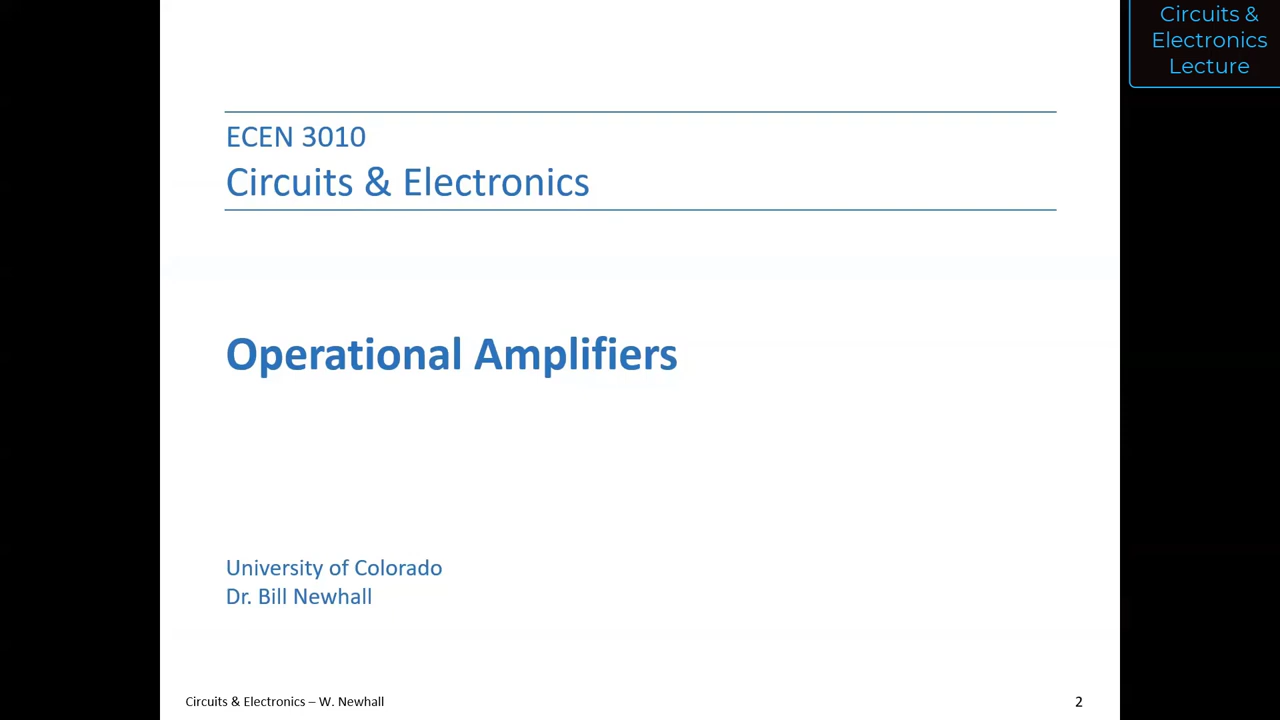 Circuits &
Electronics
Lecture
ECEN 3010
Circuits & Electronics
Operational Amplifiers
University of Colorado
Dr. Bill Newhall
Circuits & Electronics – W. Newhall
2